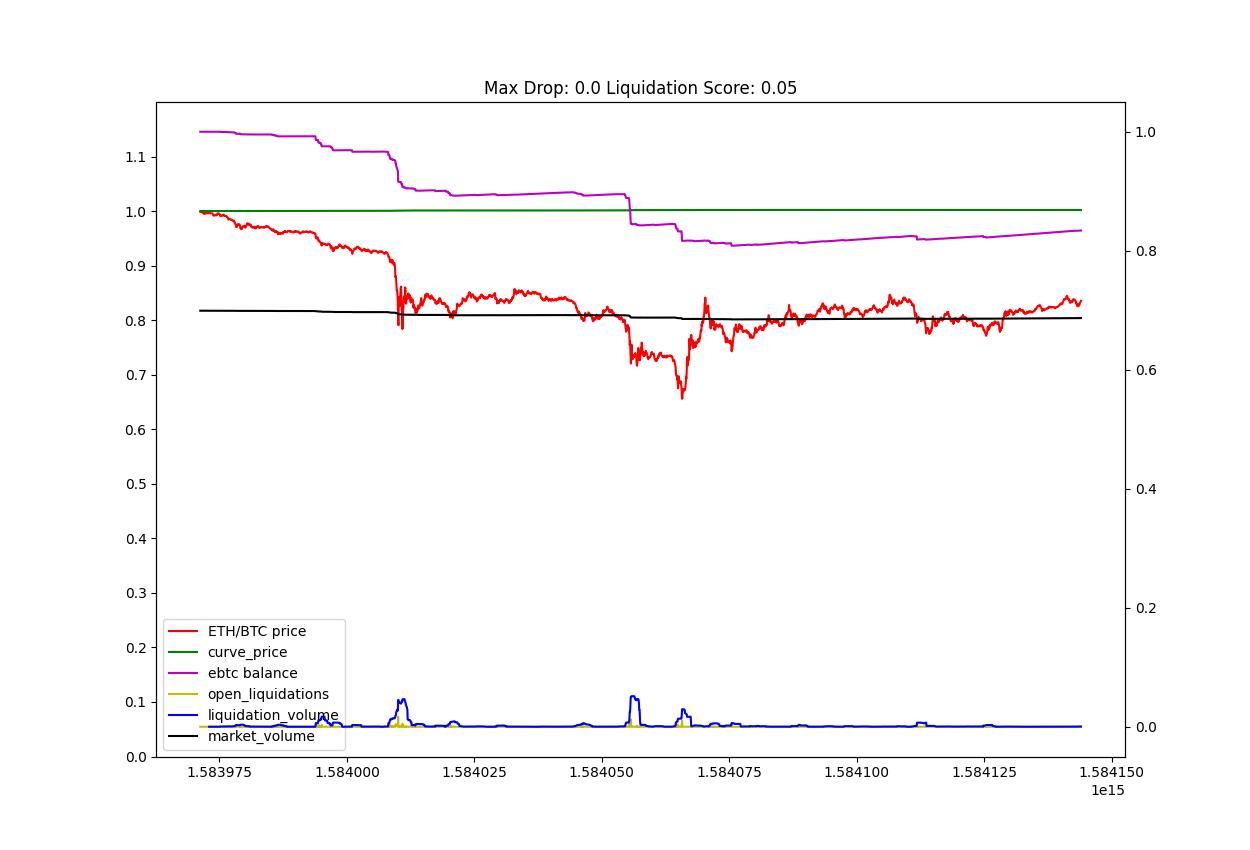 Max Drop: 0.0 Liquidation Score: 0.05
1.1
1.0
0.9
0.8
0.7
0.6
0.5
0.4
0.3
0.2
0.1
0.0
1.0
0.8
0.6
0.4
0.2
0.0
ETH/BTC price
curve_price
ebtc balance
open_liquidations
liquidation_volume
market_volume
1.583975 1.584000 1.584025 1.584050 1.584075 1.584100 1.584125 1.584150
1e15